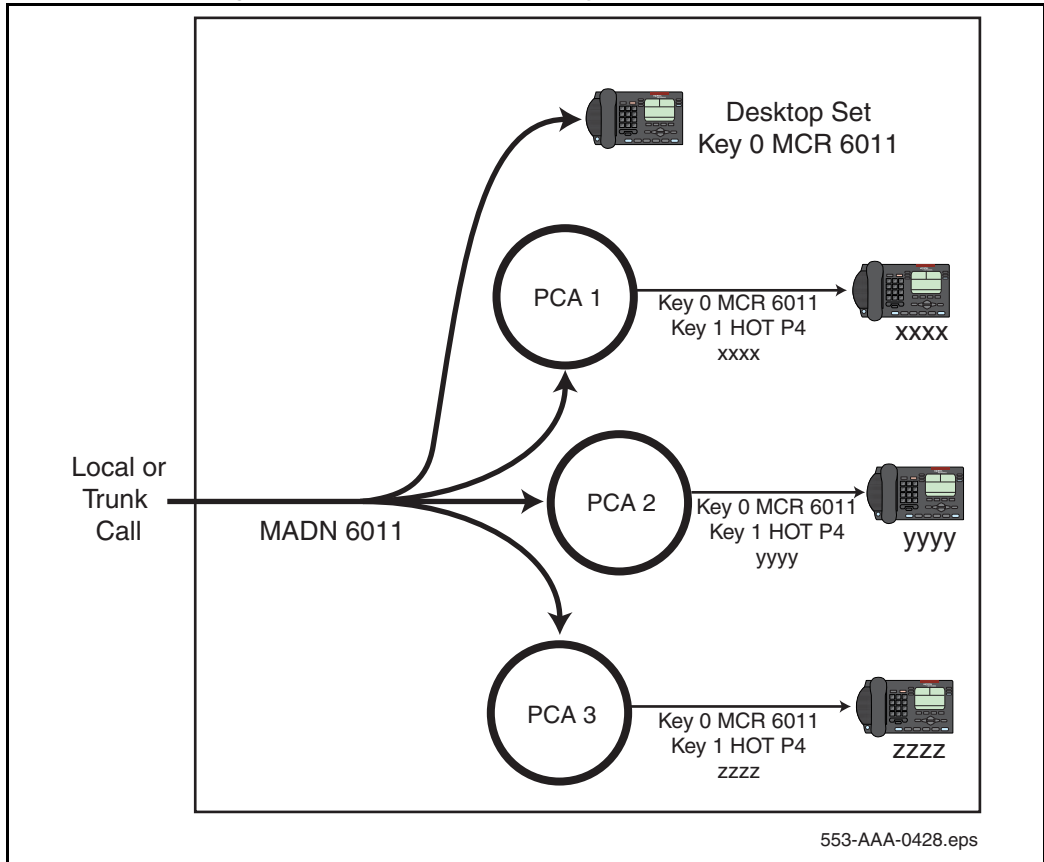 Desktop Set
Key 0 MCR 6011
PCA 1
Key 0 MCR 6011
Key 1 HOT P4
xxxx
xxxx
Local or
Trunk
Call
MADN 6011
PCA 2
Key 0 MCR 6011
Key 1 HOT P4
yyyy
yyyy
PCA 3
Key 0 MCR 6011
Key 1 HOT P4
zzzz
zzzz
553-AAA-0428.eps